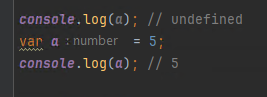 console.log(a); // undefined
var a : number = 5;
console.log(a); // 5